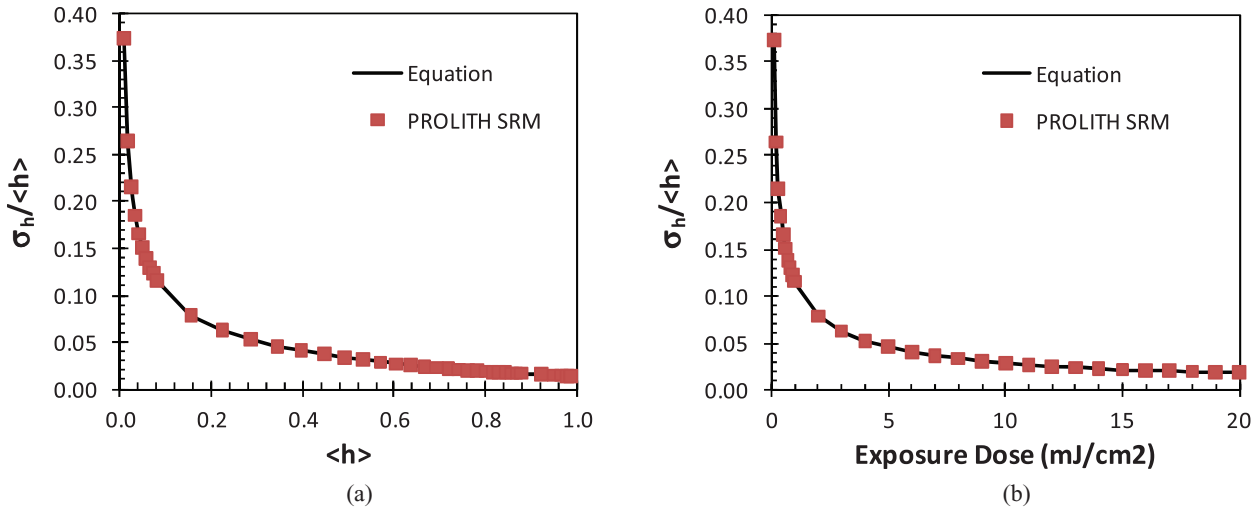 0.40
0.35
0.30
0.25
0.20
0.15
0.10
0.05
0.00
σh/<h>
Equation
PROLITH SRM
0.0 0.2 0.4 0.6 0.8 1.0
<h>
(a)
0.40
0.35
0.30
0.25
0.20
0.15
0.10
0.05
0.00
σh/<h>
Equation
PROLITH SRM
0 5 10 15 20
Exposure Dose (mJ/cm2)
(b)